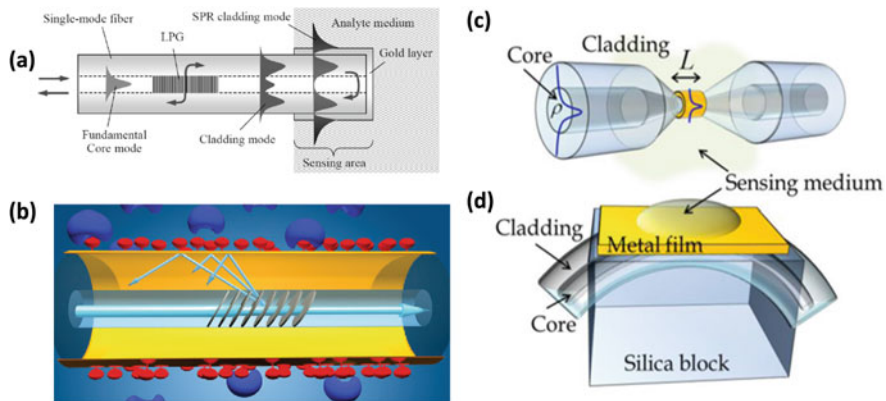 (a)
Single-mode fiber
LPG
SPR cladding mode
Analyte medium
Gold layer
Fundamental
Core mode
Cladding mode
Sensing area
(b)
(c)
Cladding
Core
L
ρ
Sensing medium
(d)
Cladding
Metal film
Core
Silica block